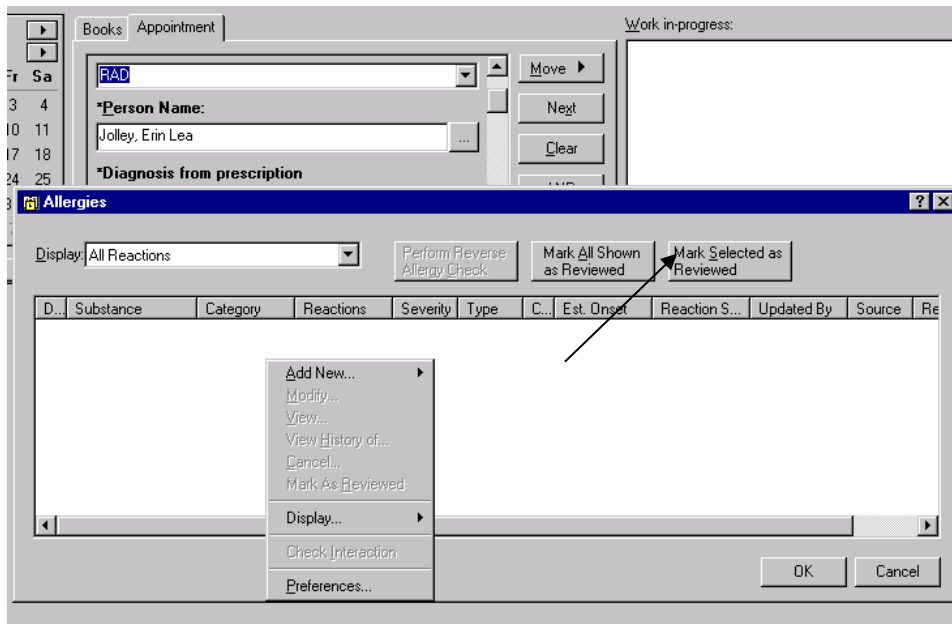 Books Appointment
Work in-progress:
RAD
Move
Fr Sa
3 4
*Person Name:
Next
10 11
Jolley, Erin Lea
...
17 18
Clear
*Diagnosis from prescription
24 25
Allergies
Display: All Reactions
Perform Reverse
Allergy Check
Mark All Shown
as Reviewed
Mark Selected as
Reviewed
D... Substance Category Reactions Severity Type C... Est. Onset Reaction S... Updated By Source Re
Add New...
Modify...
View...
View History of...
Cancel...
Mark As Reviewed
Display...
Check Interaction
Preferences...
OK Cancel